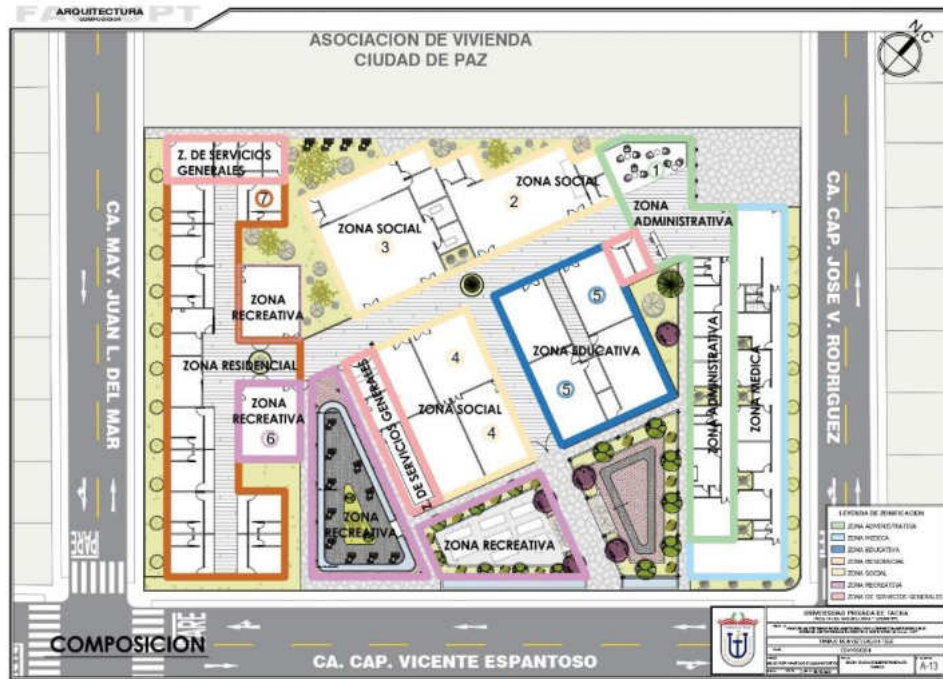 ARQUITECTURA
COMPOSICION
ASOCIACION DE VIVIENDA
CIUDAD DE PAZ
N.C
Z. DE SERVICIOS
GENERALES
7
ZONA SOCIAL
2
1
ZONA
ADMINISTRATIVA
ZONA SOCIAL
3
ZONA
RECREATIVA
5
ZONA EDUCATIVA
5
ZONA RESIDENCIAL
ZONA
RECREATIVA
6
Z. DE SERVICIOS GENERALES
4
ZONA SOCIAL
4
ZONA ADMINISTRATIVA
ZONA MEDICA
ZONA
RECREATIVA
ZONA RECREATIVA
CA. MAY. JUAN L. DEL MAR
CA. CAP. JOSE V. RODRIGUEZ
PARE
PARE
CA. CAP. VICENTE ESPANTOSO
COMPOSICION
LEYENDA DE ZONIFICACION
ZONA ADMINISTRATIVA
ZONA MEDICA
ZONA EDUCATIVA
ZONA RESIDENCIAL
ZONA SOCIAL
ZONA RECREATIVA
ZONA DE SERVICIOS GENERALES
UNIVERSIDAD PRIVADA DE TACNA
COMPOSICION
A-13